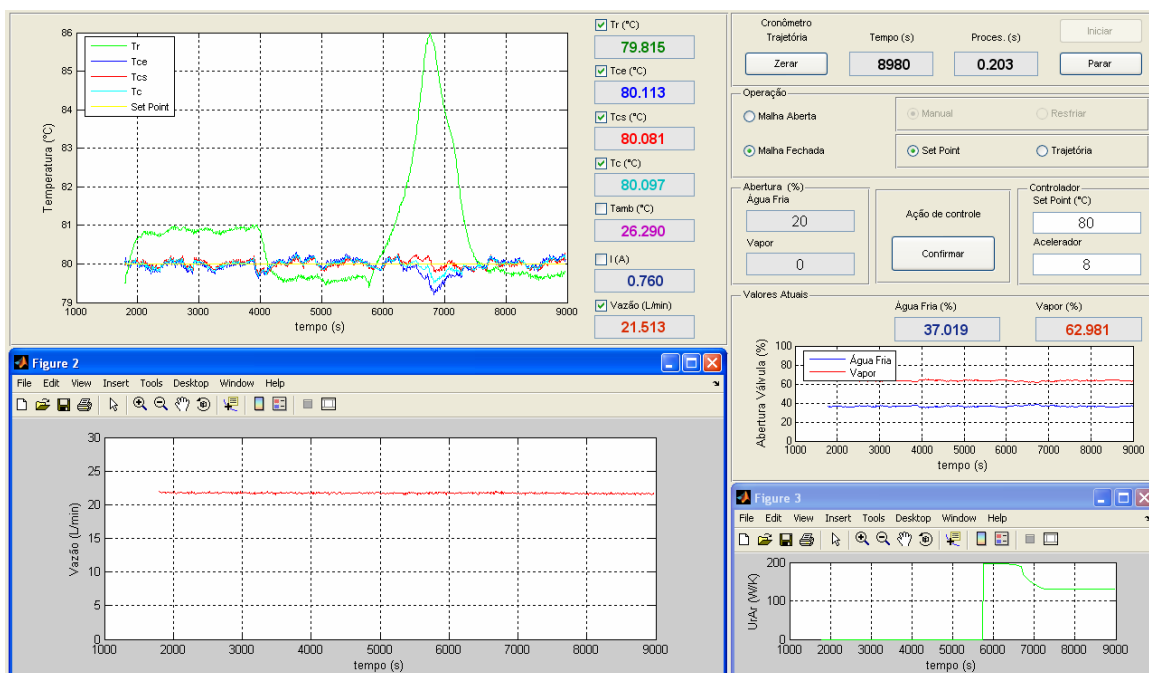 86
85
84
83
82
81
80
79
1000 2000 3000 4000 5000 6000 7000 8000 9000
Temperatura (°C)
tempo (s)
Tr
Tce
Tcs
Tc
Set Point
Tr (°C)
79.815
Tce (°C)
80.113
Tcs (°C)
80.081
Tc (°C)
80.097
Tamb (°C)
26.290
I (A)
0.760
Vazão (L/min)
21.513
Cronômetro
Trajetória
Zerar
Tempo (s)
8980
Proces. (s)
0.203
Iniciar
Parar
Operação
Malha Aberta
Manual
Resfriar
Malha Fechada
Set Point
Trajetória
Abertura (%)
Água Fria
20
Vapor
0
Ação de controle
Confirmar
Controlador
Set Point (°C)
80
Acelerador
8
Valores Atuais
Água Fria (%)
37.019
Vapor (%)
62.981
100
80
60
40
20
0
Abertura Válvula (%)
Água Fria
Vapor
1000 2000 3000 4000 5000 6000 7000 8000 9000
tempo (s)
Figure 2
File Edit View Insert Tools Desktop Window Help
30
25
20
15
10
5
0
Vazão (L/min)
1000 2000 3000 4000 5000 6000 7000 8000 9000
tempo (s)
Figure 3
File Edit View Insert Tools Desktop Window Help
200
100
0
UrAr (W/K)
1000 2000 3000 4000 5000 6000 7000 8000 9000
tempo (s)